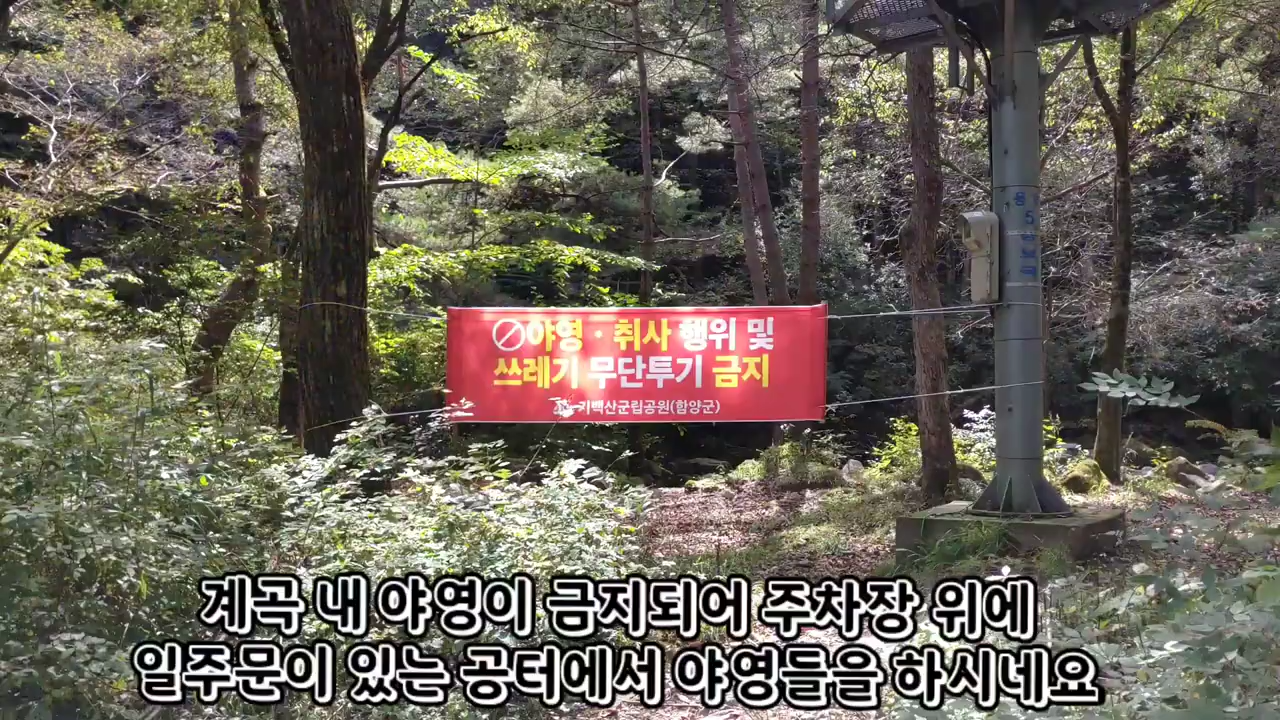 야영 · 취사 행위 및
쓰레기 무단투기 금지
기백산군립공원(함양군)
계곡 내 야영이 금지되어 주차장 위에
일주문이 있는 공터에서 야영들을 하시네요